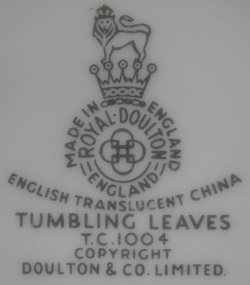 MADE IN ENGLAND
ROYAL·DOULTON
ENGLAND
ENGLISH TRANSLUCENT CHINA
TUMBLING LEAVES
T.C.1004
COPYRIGHT
DOULTON & CO. LIMITED.